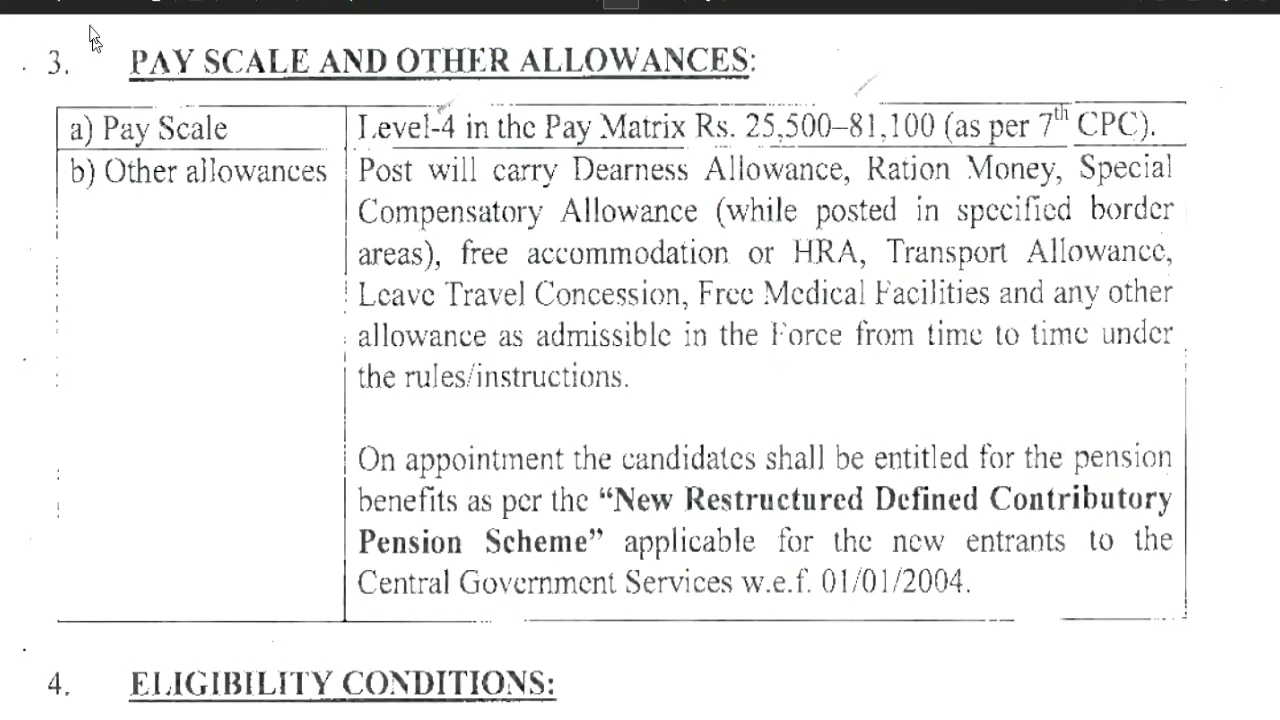 3. PAY SCALE AND OTHER ALLOWANCES:
a) Pay Scale
Level-4 in the Pay Matrix Rs. 25,500–81,100 (as per 7th CPC).
b) Other allowances
Post will carry Dearness Allowance, Ration Money, Special
Compensatory Allowance (while posted in specified border
areas), free accommodation or HRA, Transport Allowance,
Leave Travel Concession, Free Medical Facilities and any other
allowance as admissible in the Force from time to time under
the rules/instructions.
On appointment the candidates shall be entitled for the pension
benefits as per the “New Restructured Defined Contributory
Pension Scheme” applicable for the new entrants to the
Central Government Services w.e.f. 01/01/2004.
4. ELIGIBILITY CONDITIONS: